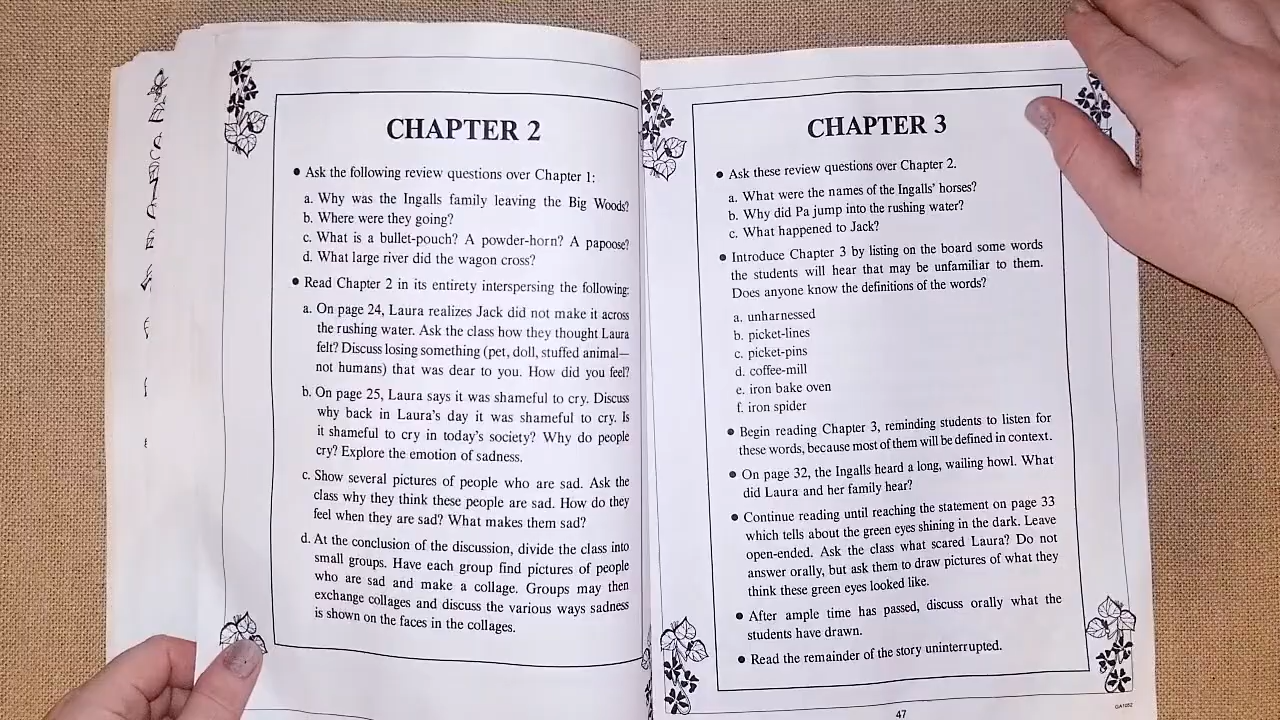 CHAPTER 2
● Ask the following review questions over Chapter 1:
a. Why was the Ingalls family leaving the Big Woods?
b. Where were they going?
c. What is a bullet-pouch? A powder-horn? A papoose?
d. What large river did the wagon cross?
● Read Chapter 2 in its entirety interspersing the following:
a. On page 24, Laura realizes Jack did not make it across
the rushing water. Ask the class how they thought Laura
felt? Discuss losing something (pet, doll, stuffed animal—
not humans) that was dear to you. How did you feel?
b. On page 25, Laura says it was shameful to cry. Discuss
why back in Laura's day it was shameful to cry. Is
it shameful to cry in today's society? Why do people
cry? Explore the emotion of sadness.
c. Show several pictures of people who are sad. Ask the
class why they think these people are sad. How do they
feel when they are sad? What makes them sad?
d. At the conclusion of the discussion, divide the class into
small groups. Have each group find pictures of people
who are sad and make a collage. Groups may then
exchange collages and discuss the various ways sadness
is shown on the faces in the collages.
CHAPTER 3
● Ask these review questions over Chapter 2.
a. What were the names of the Ingalls' horses?
b. Why did Pa jump into the rushing water?
c. What happened to Jack?
● Introduce Chapter 3 by listing on the board some words
the students will hear that may be unfamiliar to them.
Does anyone know the definitions of the words?
a. unharnessed
b. picket-lines
c. picket-pins
d. coffee-mill
e. iron bake oven
f. iron spider
● Begin reading Chapter 3, reminding students to listen for
these words, because most of them will be defined in context.
● On page 32, the Ingalls heard a long, wailing howl. What
did Laura and her family hear?
● Continue reading until reaching the statement on page 33
which tells about the green eyes shining in the dark. Leave
open-ended. Ask the class what scared Laura? Do not
answer orally, but ask them to draw pictures of what they
think these green eyes looked like.
● After ample time has passed, discuss orally what the
students have drawn.
● Read the remainder of the story uninterrupted.
47
GA1052